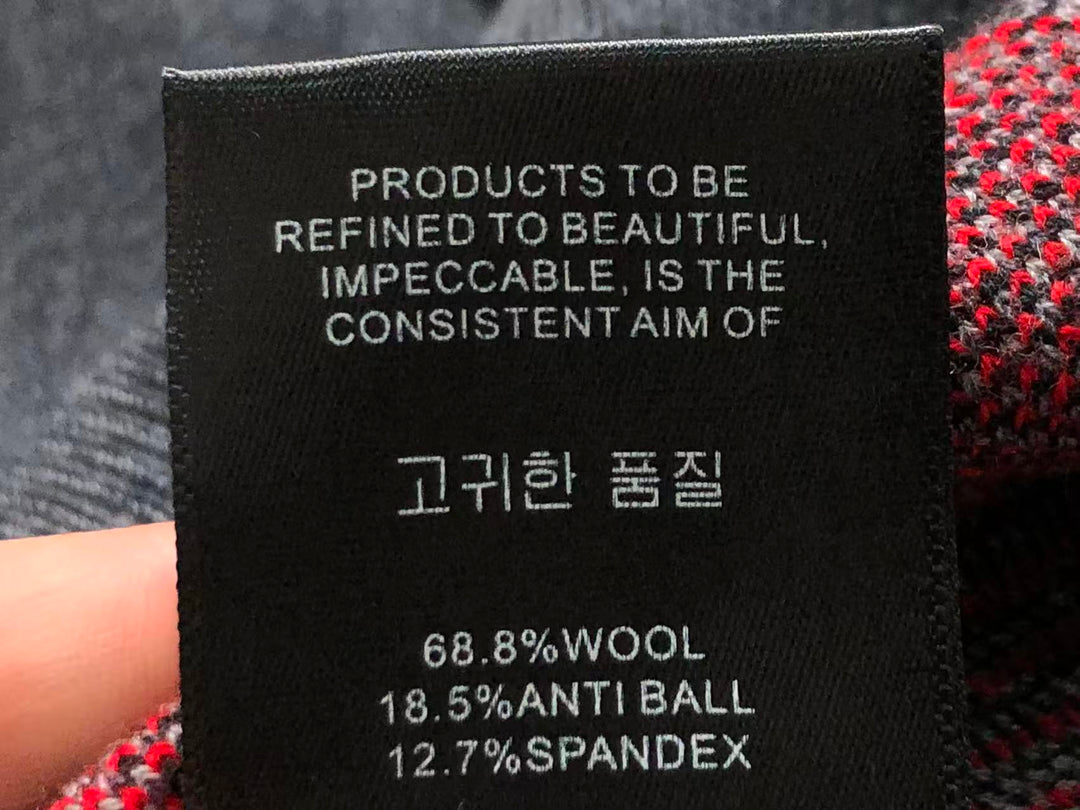 PRODUCTS TO BE
REFINED TO BEAUTIFUL,
IMPECCABLE, IS THE
CONSISTENT AIM OF
고귀한 품질
68.8%WOOL
18.5%ANTI BALL
12.7%SPANDEX